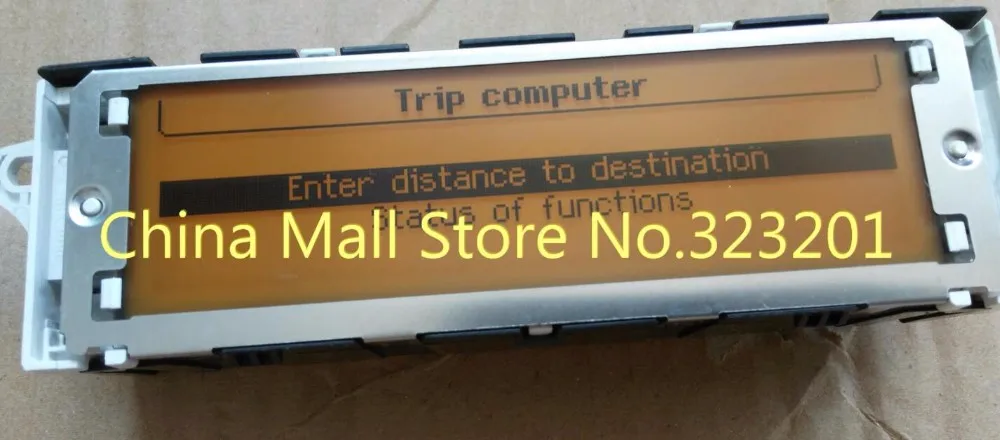 Trip computer
Enter distance to destination
Status of functions
China Mall Store No.323201